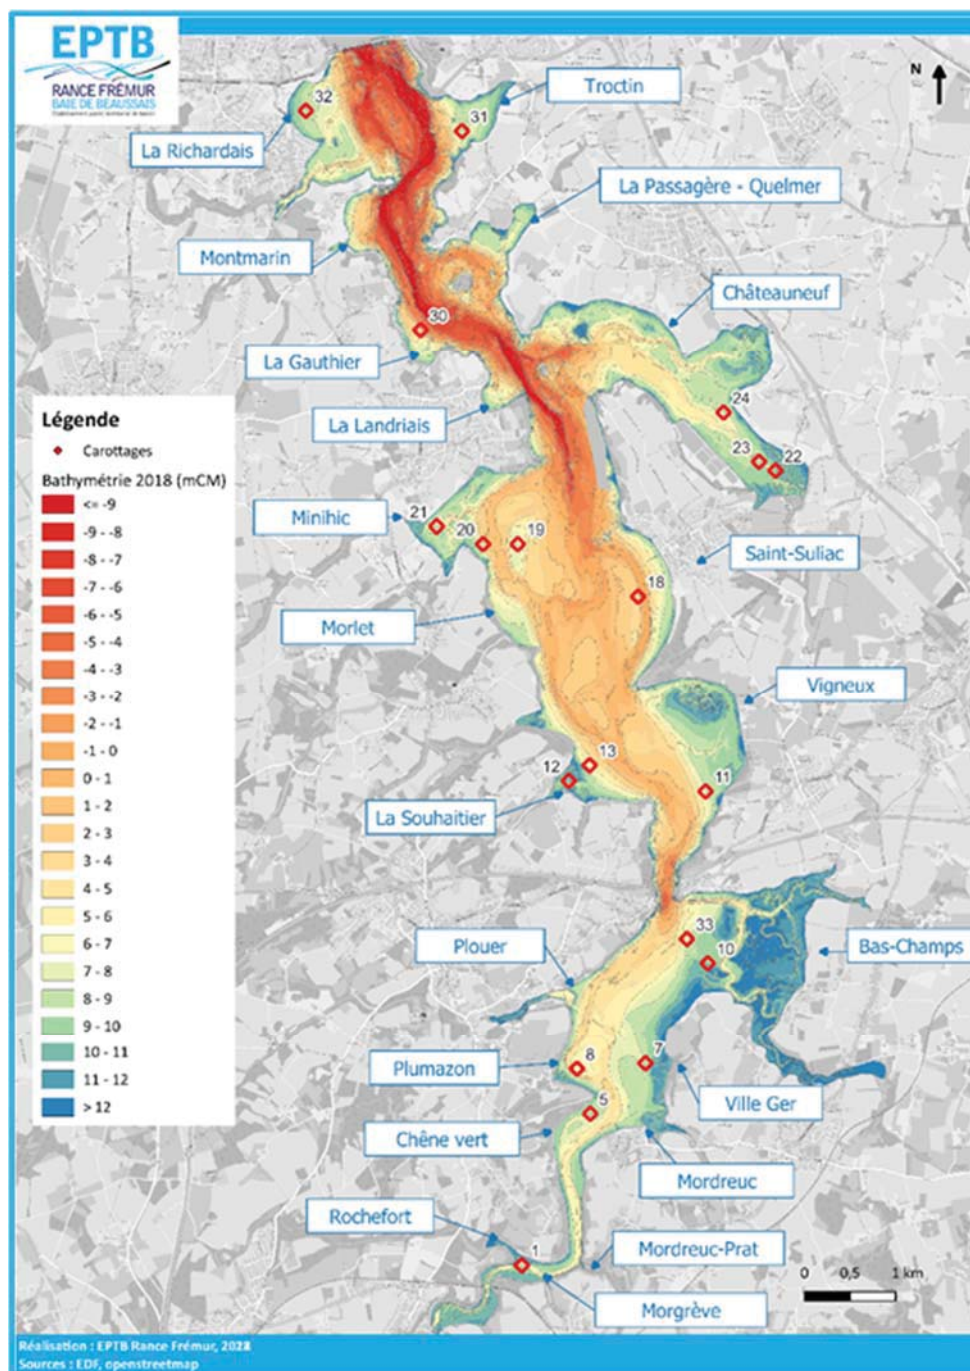 EPTB
RANCE FRÉMUR
BAIE DE BEAUSSAIS
N
Troctin
32
31
La Richardais
La Passagère - Quelmer
Montmarin
Châteauneuf
30
La Gauthier
24
La Landriais
23
22
Légende
Carottages
Bathymétrie 2018 (mCM)
<= -9
-9 - -8
-8 - -7
-7 - -6
-6 - -5
-5 - -4
-4 - -3
-3 - -2
-2 - -1
-1 - 0
0 - 1
1 - 2
2 - 3
3 - 4
4 - 5
5 - 6
6 - 7
7 - 8
8 - 9
9 - 10
10 - 11
11 - 12
> 12
Minihic
21
20
19
Saint-Suliac
18
Morlet
Vigneux
13
12
11
La Souhaitier
33
Plouer
10
Bas-Champs
8
7
Plumazon
5
Ville Ger
Chêne vert
Mordreuc
Rochefort
1
Mordreuc-Prat
Morgrève
0 0,5 1 km
Réalisation : EPTB Rance Frémur,
Sources : EDF, openstreetmap